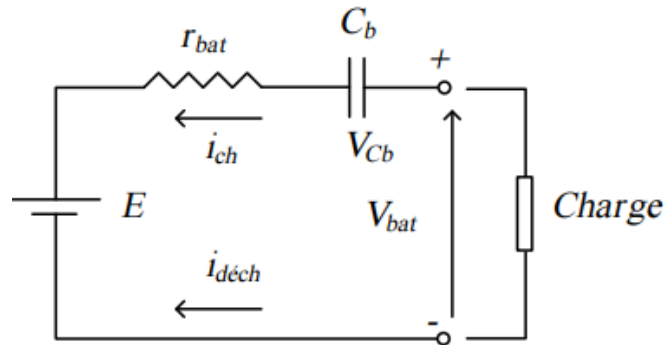 C_b
r_bat
+
i_ch
V_Cb
E
V_bat
Charge
i_déch
-